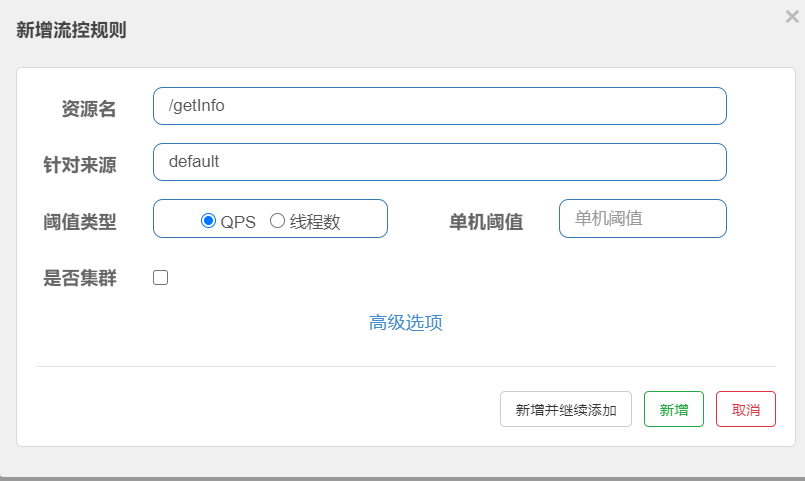 新增流控规则
资源名 /getInfo
针对来源 default
阈值类型 QPS 线程数 单机阈值 单机阈值
是否集群
高级选项
新增并继续添加 新增 取消